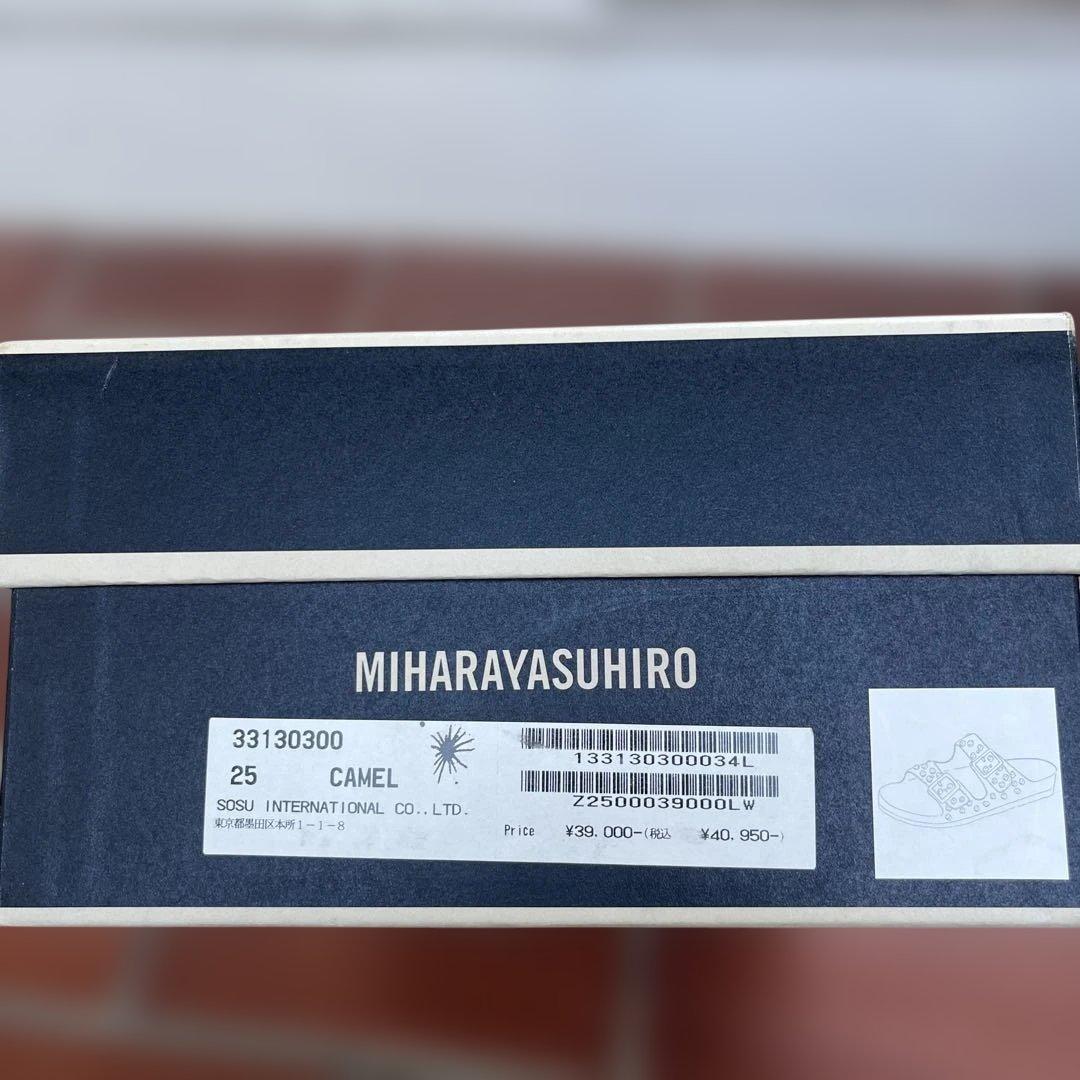 MIHARAYASUHIRO
33130300
25 CAMEL
SOSU INTERNATIONAL CO.,LTD.
東京都墨田区本所1-1-8
133130300034L
Z2500039000LW
Price ¥39.000-(税込 ¥40.950-)